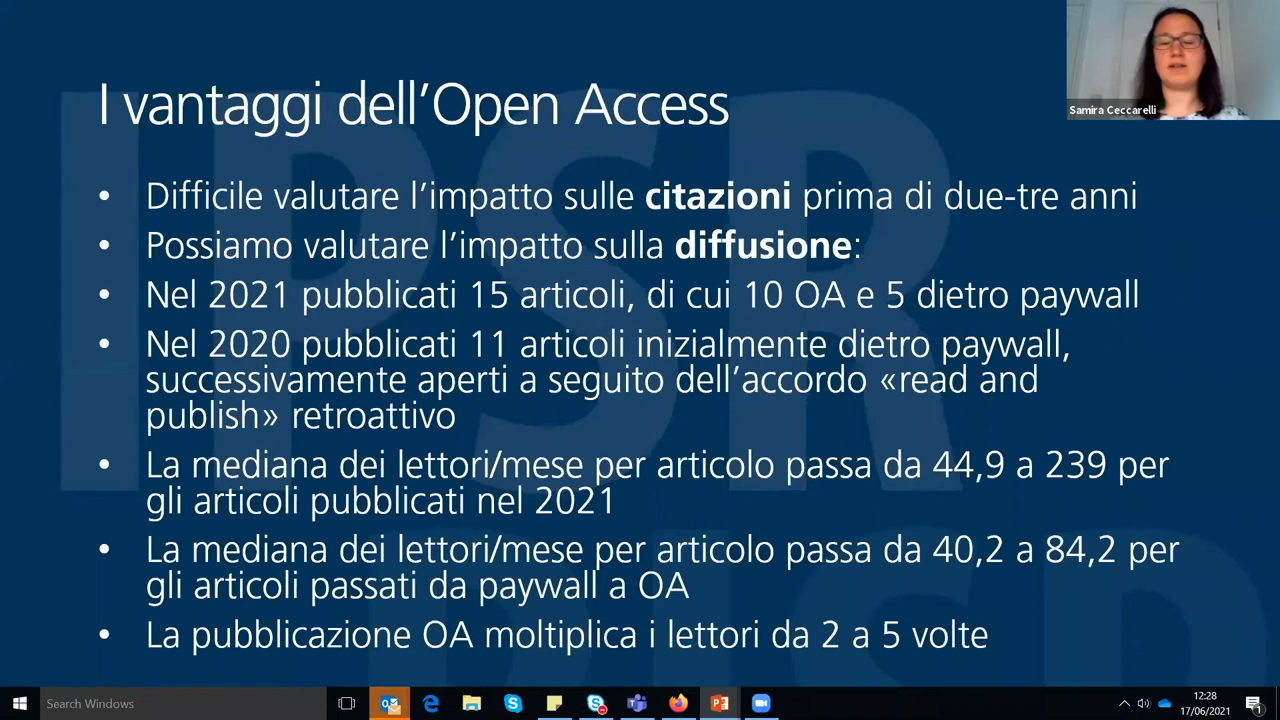 I vantaggi dell'Open Access
Samira Ceccarelli
• Difficile valutare l'impatto sulle citazioni prima di due-tre anni
• Possiamo valutare l'impatto sulla diffusione:
• Nel 2021 pubblicati 15 articoli, di cui 10 OA e 5 dietro paywall
• Nel 2020 pubblicati 11 articoli inizialmente dietro paywall,
successivamente aperti a seguito dell'accordo «read and
publish» retroattivo
• La mediana dei lettori/mese per articolo passa da 44,9 a 239 per
gli articoli pubblicati nel 2021
• La mediana dei lettori/mese per articolo passa da 40,2 a 84,2 per
gli articoli passati da paywall a OA
• La pubblicazione OA moltiplica i lettori da 2 a 5 volte
IPSR
DISD
Search Windows
12:28
17/06/2021
1